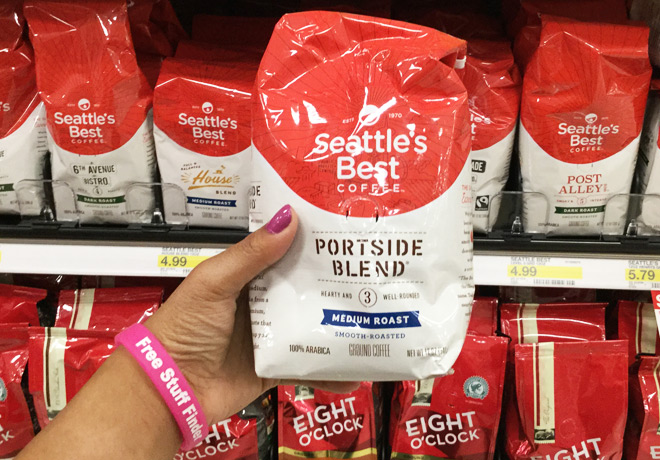 Seattle's
Best
COFFEE
6TH AVENUE
BISTRO
DARK ROAST
Seattle's
Best
COFFEE
House
BLEND
MEDIUM ROAST
ESTD 1970
Seattle's
Best
COFFEE
PORTSIDE
BLEND
HEARTY AND 3 WELL-ROUNDED
MEDIUM ROAST
SMOOTH-ROASTED
100% ARABICA GROUND COFFEE
Seattle's
Best
COFFEE
POST
ALLEY
5
DARK ROAST
SEATTLE BEST
4.99
4.99
5.79
Free Stuff Finder
EIGHT
O'CLOCK
EIGHT
O'CLOCK
EIGHT
O'CLOCK
EIGHT